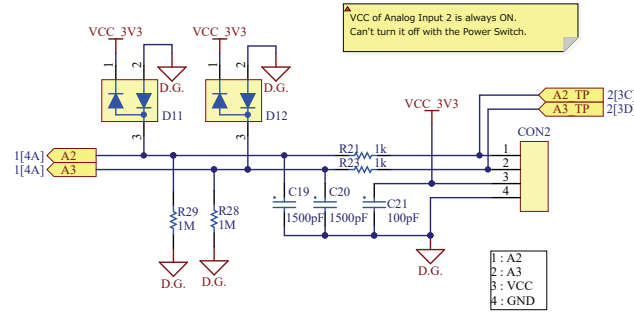 VCC of Analog Input 2 is always ON.
Can't turn it off with the Power Switch.
VCC_3V3
VCC_3V3
1
2
1
2
D.G.
D.G.
D11
D12
3
3
VCC_3V3
A2_TP
2[3C]
A3_TP
2[3D]
CON2
1[4A]
A2
R21
1k
1
1[4A]
A3
R23
1k
2
3
4
C19
1500pF
C20
1500pF
C21
100pF
R29
1M
R28
1M
D.G.
D.G.
D.G.
1 : A2
2 : A3
3 : VCC
4 : GND